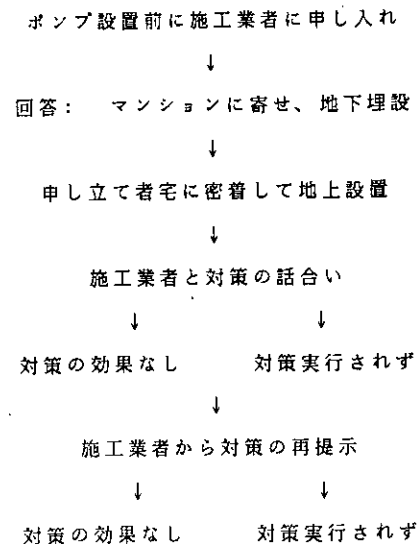 ポンプ設置前に施工業者に申し入れ
↓
回答： マンションに寄せ、地下埋設
↓
申し立て者宅に密着して地上設置
↓
施工業者と対策の話合い
↓ ↓
対策の効果なし 対策実行されず
↓
施工業者から対策の再提示
↓ ↓
対策の効果なし 対策実行されず